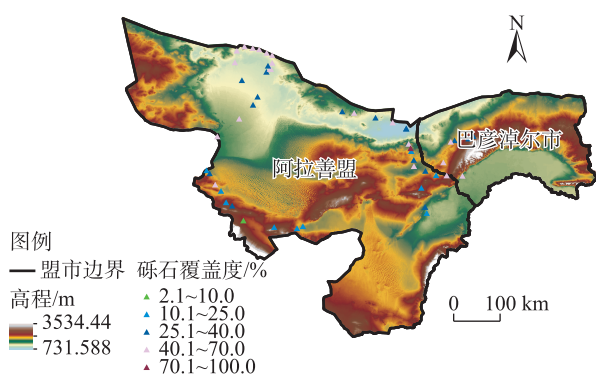 N
巴彦淖尔市
阿拉善盟
图例
盟市边界
高程/m
3534.44
731.588
砾石覆盖度/%
2.1~10.0
10.1~25.0
25.1~40.0
40.1~70.0
70.1~100.0
0 100 km